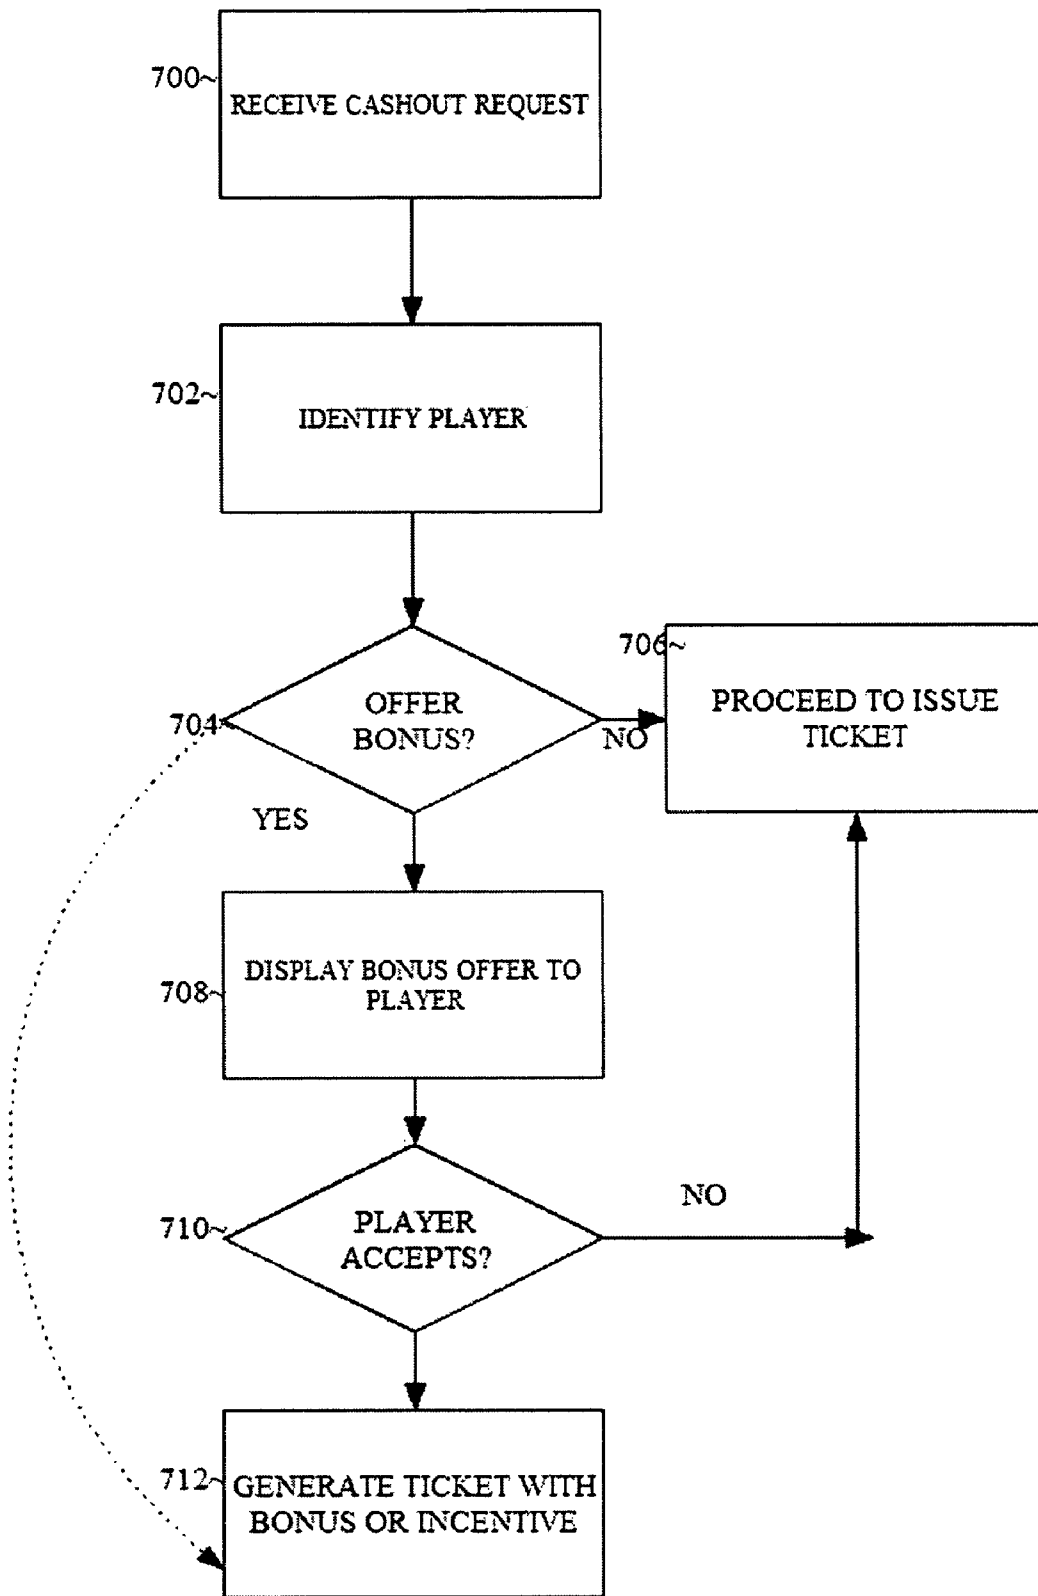 700~
RECEIVE CASHOUT REQUEST
702~
IDENTIFY PLAYER
704
OFFER
BONUS?
NO
706~
PROCEED TO ISSUE
TICKET
YES
708~
DISPLAY BONUS OFFER TO
PLAYER
710~
PLAYER
ACCEPTS?
NO
712~
GENERATE TICKET WITH
BONUS OR INCENTIVE